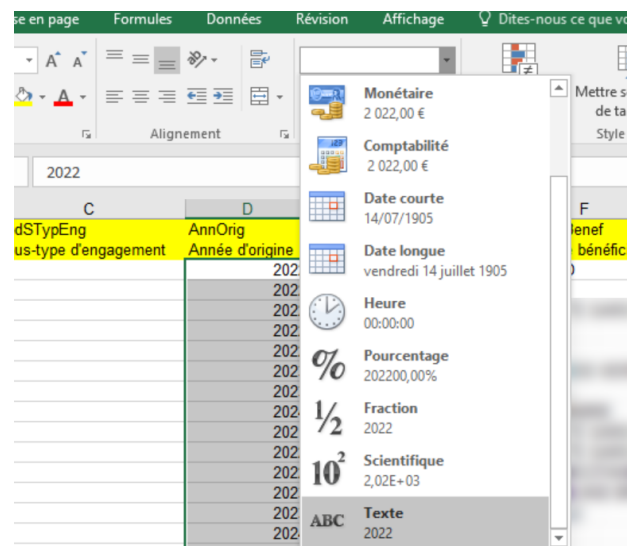 se en page Formules Données Révision Affichage Dites-nous ce que vo
Alignement
Mettre s
de ta
Style
2022
Monétaire
2 022,00 €
Comptabilité
2 022,00 €
Date courte
14/07/1905
Date longue
vendredi 14 juillet 1905
Heure
00:00:00
Pourcentage
202200,00%
Fraction
2022
Scientifique
2,02E+03
ABC Texte
2022
C D F
dSTypEng AnnOrig Benef
us-type d'engagement Année d'origine bénéfic
202
202
202
202
202
202
202
202
202
202
202
202
202
202